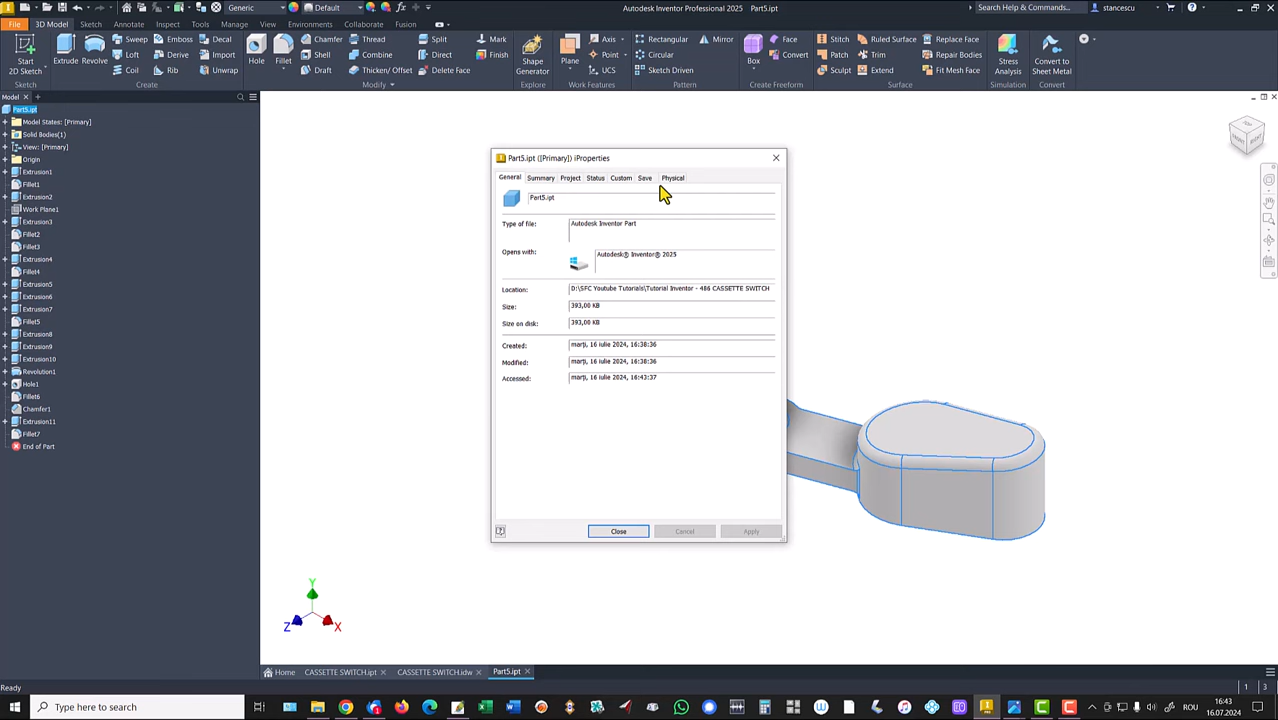 Generic
Default
Autodesk Inventor Professional 2025
Part5.ipt
Search Help & Commands...
stancescu
File
3D Model
Sketch
Annotate
Inspect
Tools
Manage
View
Environments
Collaborate
Fusion
Start
2D Sketch
Extrude
Revolve
Sweep
Emboss
Decal
Loft
Derive
Import
Coil
Rib
Unwrap
Hole
Fillet
Chamfer
Thread
Split
Mark
Shell
Combine
Direct
Finish
Draft
Thicken/ Offset
Delete Face
Shape
Generator
Plane
Axis
Point
UCS
Rectangular
Mirror
Circular
Sketch Driven
Box
Face
Convert
Stitch
Ruled Surface
Replace Face
Patch
Trim
Repair Bodies
Sculpt
Extend
Fit Mesh Face
Stress
Analysis
Convert to
Sheet Metal
Sketch
Create
Modify
Explore
Work Features
Pattern
Create Freeform
Surface
Simulation
Convert
Model
Part5.ipt
Model States: [Primary]
Solid Bodies(1)
View: [Primary]
Origin
Extrusion1
Fillet1
Extrusion2
Work Plane1
Extrusion3
Fillet2
Fillet3
Extrusion4
Fillet4
Extrusion5
Extrusion6
Extrusion7
Fillet5
Extrusion8
Extrusion9
Extrusion10
Revolution1
Hole1
Fillet6
Chamfer1
Extrusion11
Fillet7
End of Part
Part5.ipt ([Primary]) iProperties
General
Summary
Project
Status
Custom
Save
Physical
Part5.ipt
Type of file:
Autodesk Inventor Part
Opens with:
Autodesk® Inventor® 2025
Location:
D:\SFC Youtube Tutorials\Tutorial Inventor - 486 CASSETTE SWITCH
Size:
393,00 KB
Size on disk:
393,00 KB
Created:
marți, 16 iulie 2024, 16:38:36
Modified:
marți, 16 iulie 2024, 16:38:36
Accessed:
marți, 16 iulie 2024, 16:43:37
Close
Cancel
Apply
Y
Z
X
Home
CASSETTE SWITCH.ipt
CASSETTE SWITCH.idw
Part5.ipt
Ready
1
3
Type here to search
16:43
16.07.2024